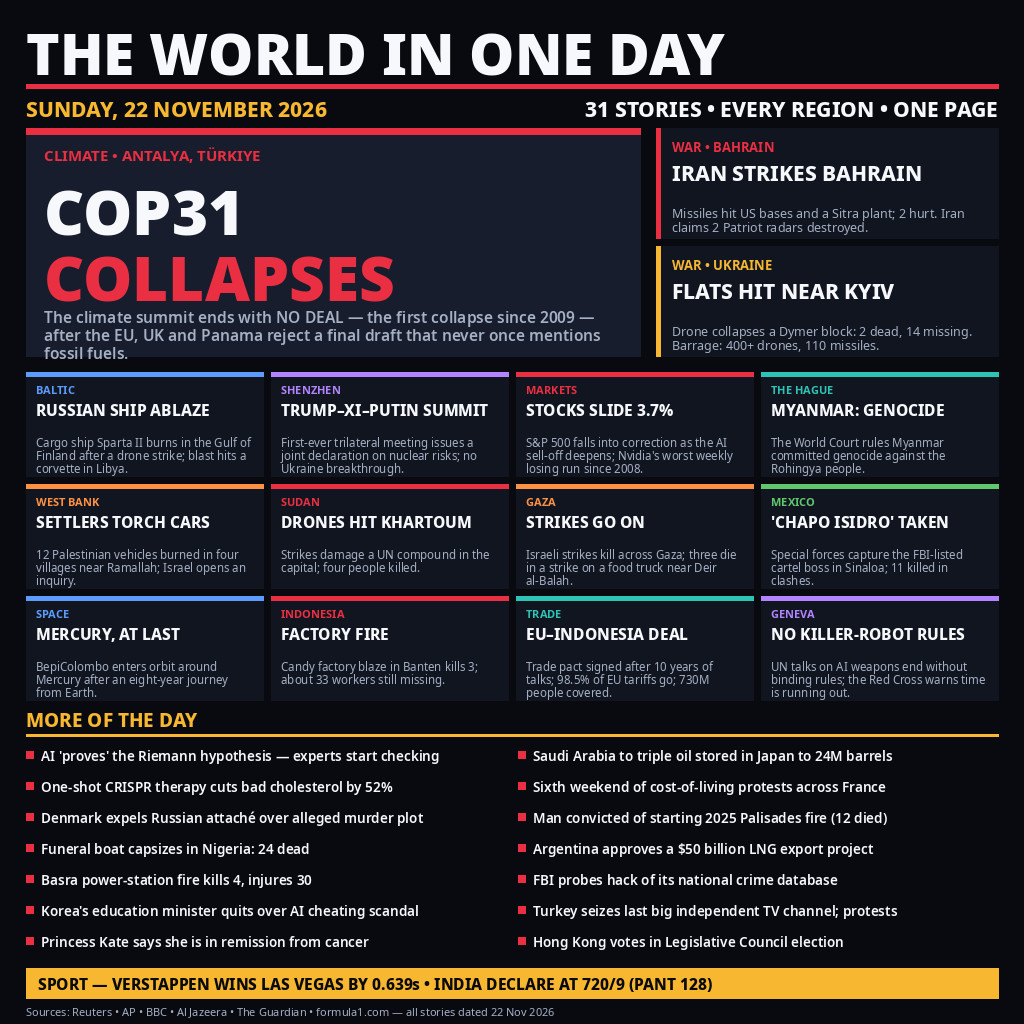 THE WORLD IN ONE DAY
SUNDAY, 22 NOVEMBER 2026
31 STORIES • EVERY REGION • ONE PAGE
CLIMATE • ANTALYA, TÜRKIYE
COP31
COLLAPSES
The climate summit ends with NO DEAL — the first collapse since 2009 —
after the EU, UK and Panama reject a final draft that never once mentions
fossil fuels.
WAR • BAHRAIN
IRAN STRIKES BAHRAIN
Missiles hit US bases and a Sitra plant; 2 hurt. Iran
claims 2 Patriot radars destroyed.
WAR • UKRAINE
FLATS HIT NEAR KYIV
Drone collapses a Dymer block: 2 dead, 14 missing.
Barrage: 400+ drones, 110 missiles.
BALTIC
RUSSIAN SHIP ABLAZE
Cargo ship Sparta II burns in the Gulf of
Finland after a drone strike; blast hits a
corvette in Libya.
SHENZHEN
TRUMP–XI–PUTIN SUMMIT
First-ever trilateral meeting issues a
joint declaration on nuclear risks; no
Ukraine breakthrough.
MARKETS
STOCKS SLIDE 3.7%
S&P 500 falls into correction as the AI
sell-off deepens; Nvidia's worst weekly
losing run since 2008.
THE HAGUE
MYANMAR: GENOCIDE
The World Court rules Myanmar
committed genocide against the
Rohingya people.
WEST BANK
SETTLERS TORCH CARS
12 Palestinian vehicles burned in four
villages near Ramallah; Israel opens an
inquiry.
SUDAN
DRONES HIT KHARTOUM
Strikes damage a UN compound in the
capital; four people killed.
GAZA
STRIKES GO ON
Israeli strikes kill across Gaza; three die
in a strike on a food truck near Deir
al-Balah.
MEXICO
'CHAPO ISIDRO' TAKEN
Special forces capture the FBI-listed
cartel boss in Sinaloa; 11 killed in
clashes.
SPACE
MERCURY, AT LAST
BepiColombo enters orbit around
Mercury after an eight-year journey
from Earth.
INDONESIA
FACTORY FIRE
Candy factory blaze in Banten kills 3;
about 33 workers still missing.
TRADE
EU–INDONESIA DEAL
Trade pact signed after 10 years of
talks; 98.5% of EU tariffs go; 730M
people covered.
GENEVA
NO KILLER-ROBOT RULES
UN talks on AI weapons end without
binding rules; the Red Cross warns time
is running out.
MORE OF THE DAY
AI 'proves' the Riemann hypothesis — experts start checking
One-shot CRISPR therapy cuts bad cholesterol by 52%
Denmark expels Russian attaché over alleged murder plot
Funeral boat capsizes in Nigeria: 24 dead
Basra power-station fire kills 4, injures 30
Korea's education minister quits over AI cheating scandal
Princess Kate says she is in remission from cancer
Saudi Arabia to triple oil stored in Japan to 24M barrels
Sixth weekend of cost-of-living protests across France
Man convicted of starting 2025 Palisades fire (12 died)
Argentina approves a $50 billion LNG export project
FBI probes hack of its national crime database
Turkey seizes last big independent TV channel; protests
Hong Kong votes in Legislative Council election
SPORT — VERSTAPPEN WINS LAS VEGAS BY 0.639s • INDIA DECLARE AT 720/9 (PANT 128)
Sources: Reuters • AP • BBC • Al Jazeera • The Guardian • formula1.com — all stories dated 22 Nov 2026